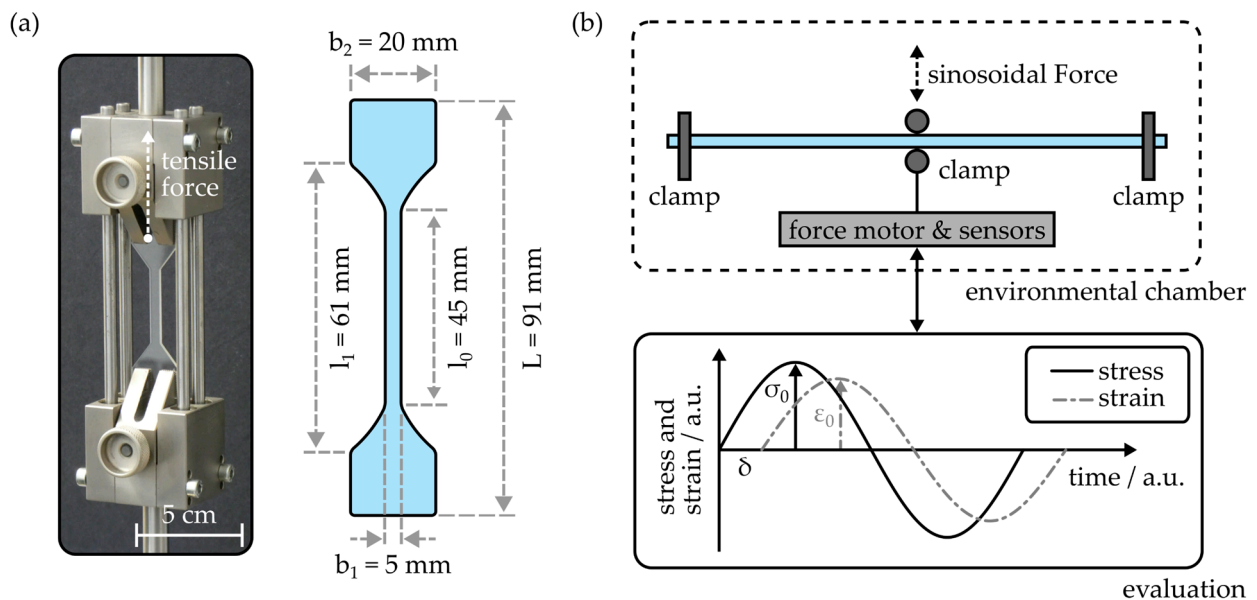 (a)
tensile
force
5 cm
b₂ = 20 mm
l₁ = 61 mm
l₀ = 45 mm
L = 91 mm
b₁ = 5 mm
(b)
sinosoidal Force
clamp
clamp
clamp
force motor & sensors
environmental chamber
stress and
strain / a.u.
σ₀
ε₀
δ
stress
strain
time / a.u.
evaluation